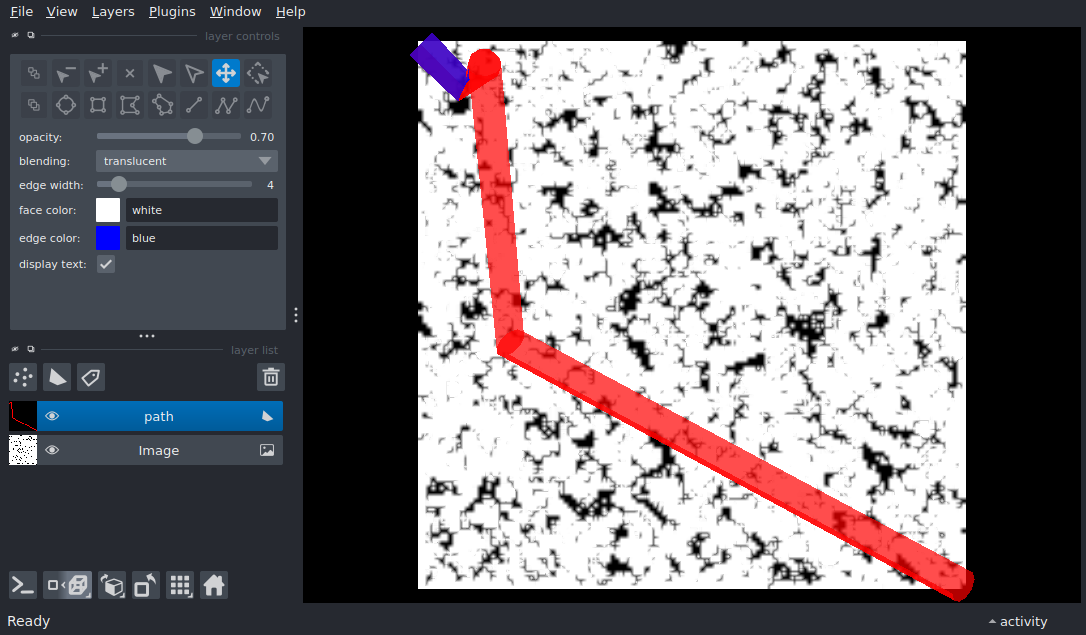 File View Layers Plugins Window Help
layer controls
opacity: 0.70
blending: translucent
edge width: 4
face color: white
edge color: blue
display text:
layer list
path
Image
Ready
activity